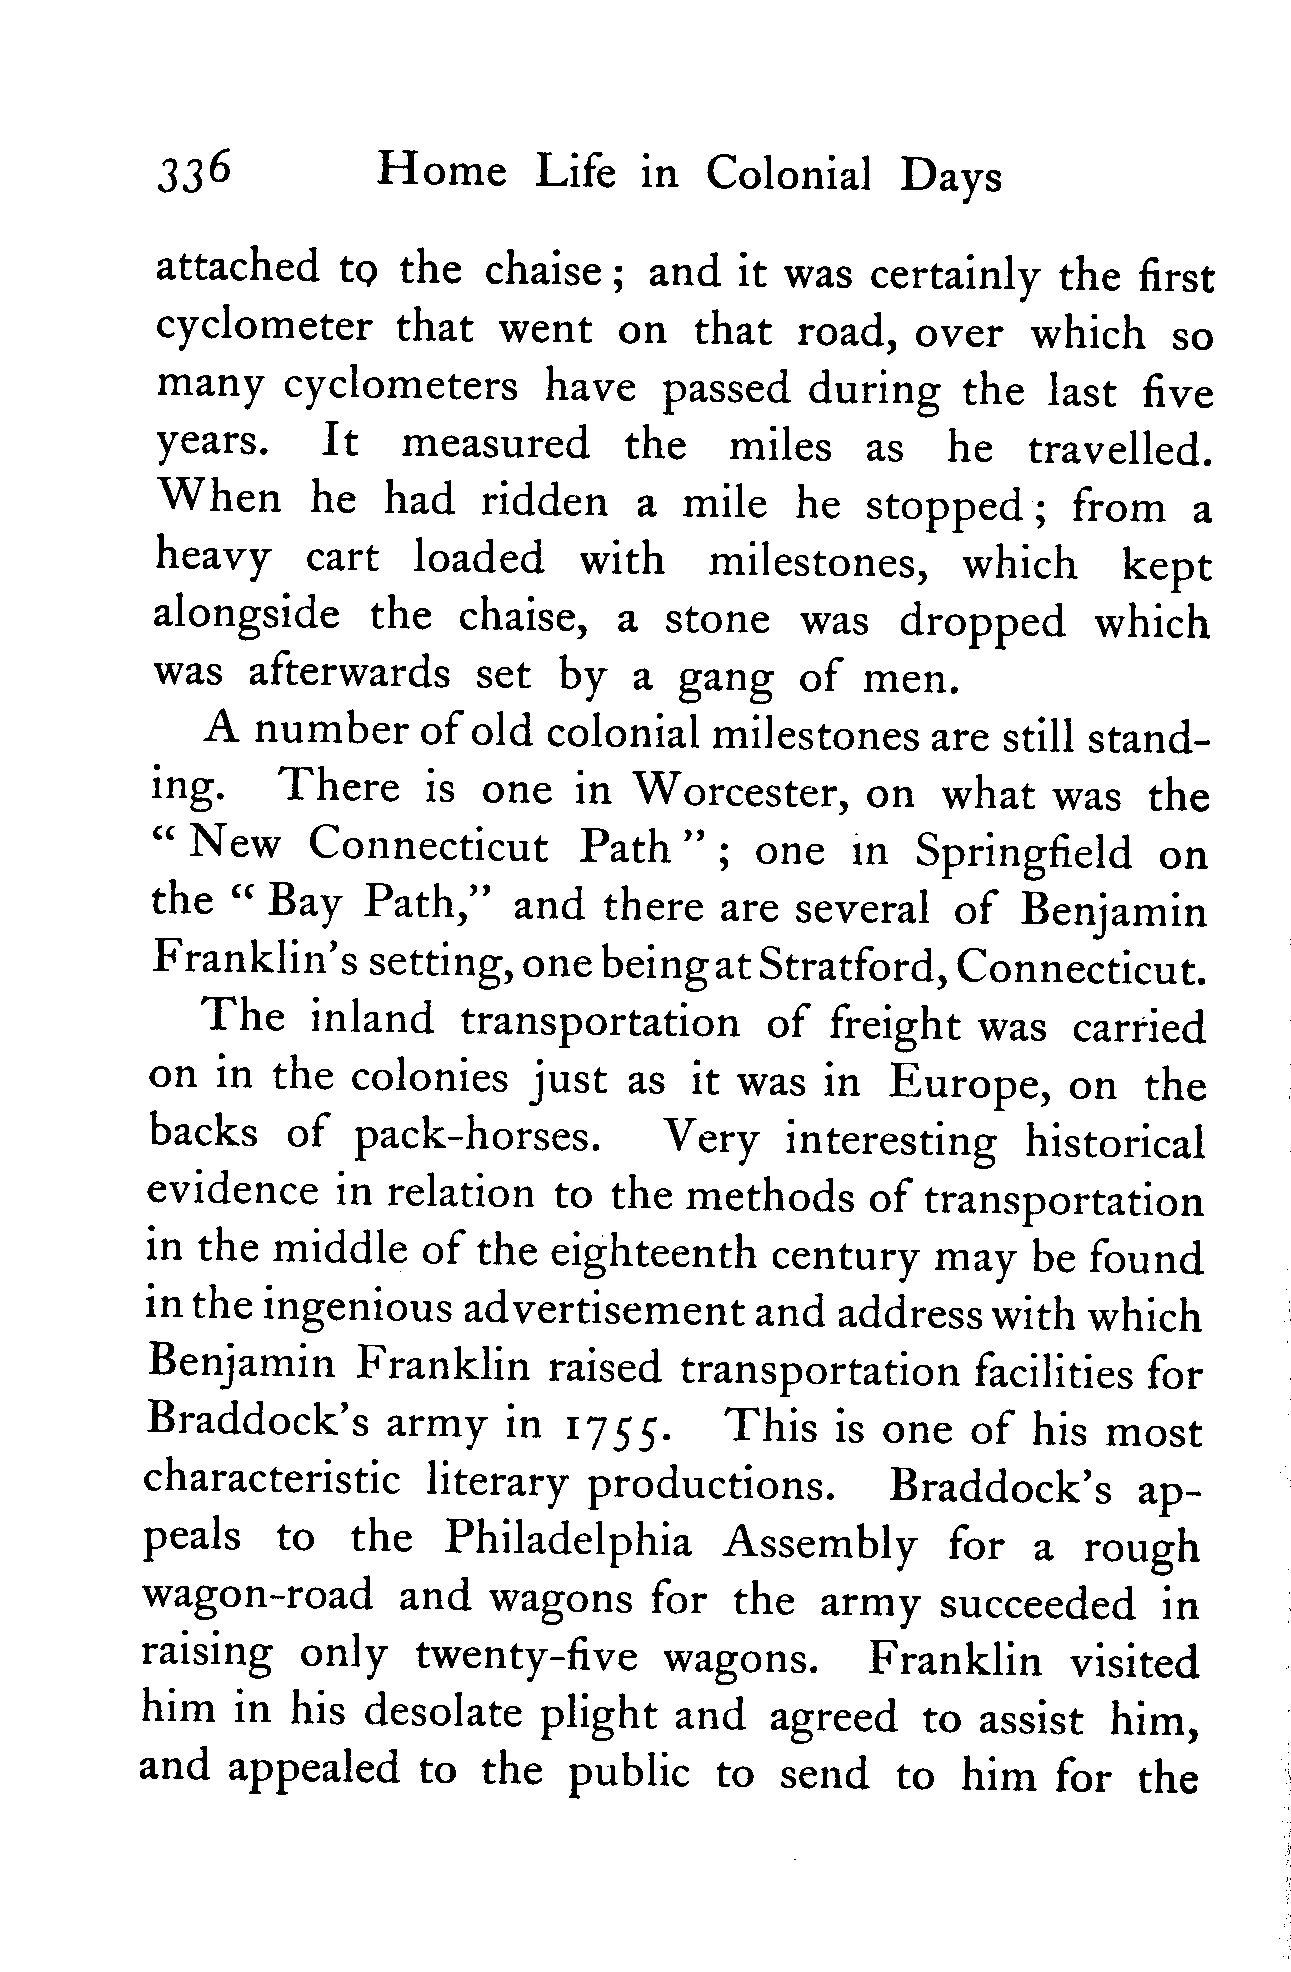 336 Home Life in Colonial Days
attached to the chaise; and it was certainly the first
cyclometer that went on that road, over which so
many cyclometers have passed during the last five
years. It measured the miles as he travelled.
When he had ridden a mile he stopped; from a
heavy cart loaded with milestones, which kept
alongside the chaise, a stone was dropped which
was afterwards set by a gang of men.
A number of old colonial milestones are still stand-
ing. There is one in Worcester, on what was the
“New Connecticut Path”; one in Springfield on
the “Bay Path,” and there are several of Benjamin
Franklin's setting, one being at Stratford, Connecticut.
The inland transportation of freight was carried
on in the colonies just as it was in Europe, on the
backs of pack-horses. Very interesting historical
evidence in relation to the methods of transportation
in the middle of the eighteenth century may be found
in the ingenious advertisement and address with which
Benjamin Franklin raised transportation facilities for
Braddock's army in 1755. This is one of his most
characteristic literary productions. Braddock's ap-
peals to the Philadelphia Assembly for a rough
wagon-road and wagons for the army succeeded in
raising only twenty-five wagons. Franklin visited
him in his desolate plight and agreed to assist him,
and appealed to the public to send to him for the